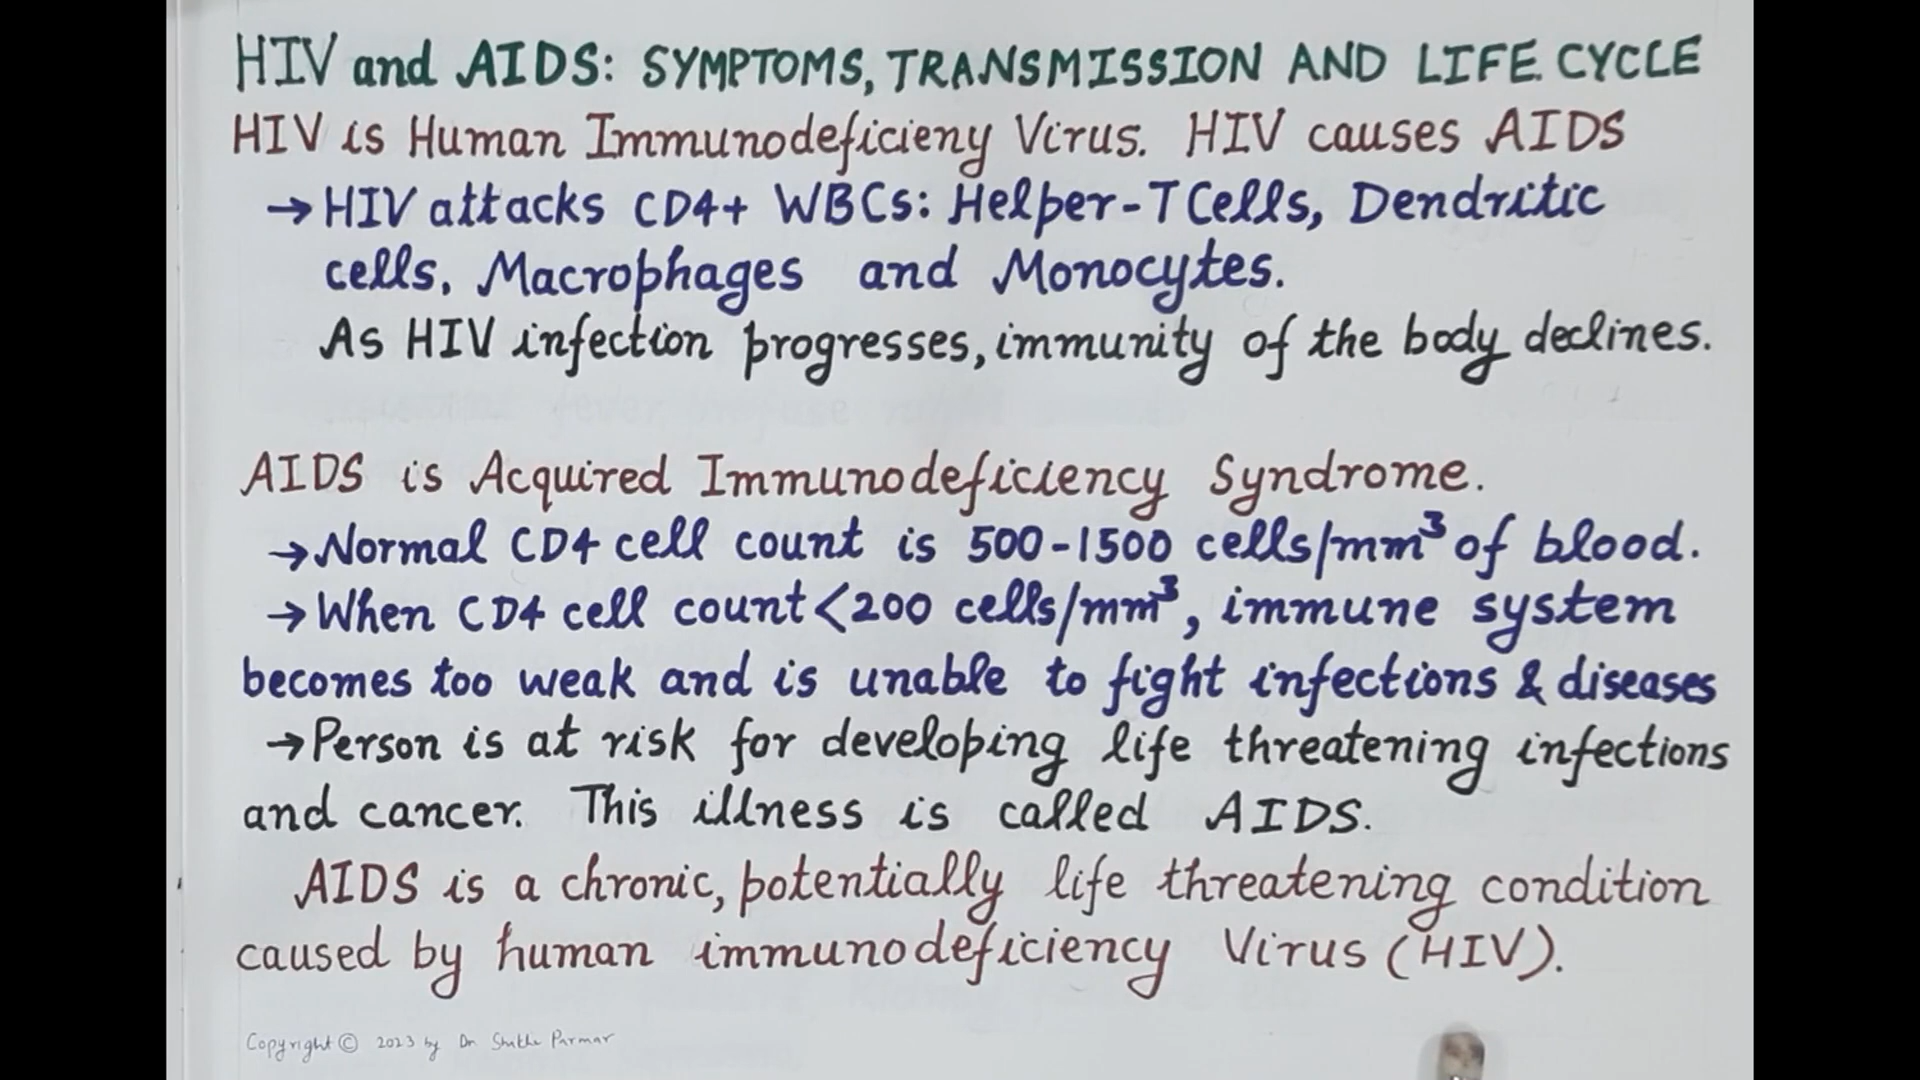 HIV and AIDS: SYMPTOMS, TRANSMISSION AND LIFE CYCLE
HIV is Human Immunodeficieny Virus. HIV causes AIDS
→ HIV attacks CD4+ WBCs: Helper-T Cells, Dendritic
cells, Macrophages and Monocytes.
As HIV infection progresses, immunity of the body declines.
AIDS is Acquired Immunodeficiency Syndrome.
→ Normal CD4 cell count is 500-1500 cells/mm³ of blood.
→ When CD4 cell count < 200 cells/mm³, immune system
becomes too weak and is unable to fight infections & diseases
→ Person is at risk for developing life threatening infections
and cancer. This illness is called AIDS.
AIDS is a chronic, potentially life threatening condition
caused by human immunodeficiency Virus (HIV).
Copyright © 2023 by Dr Parmar